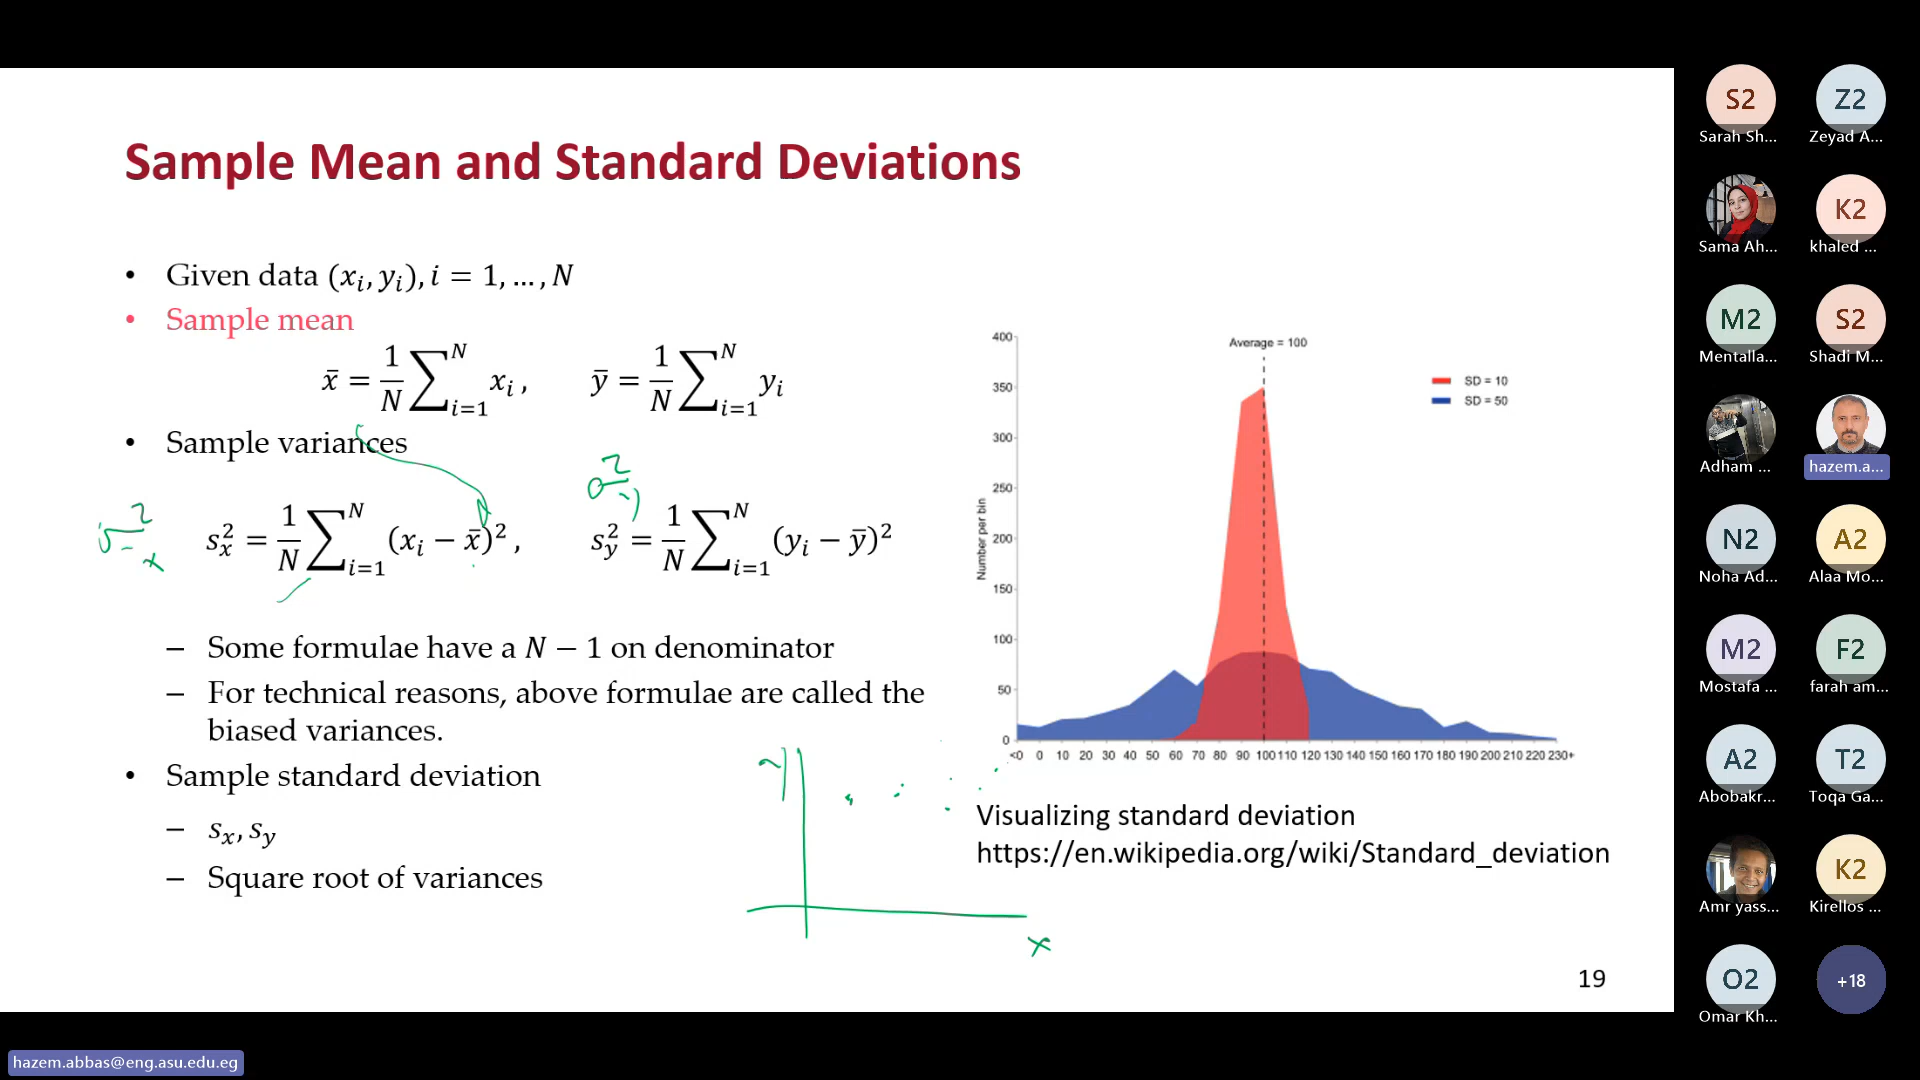 Sample Mean and Standard Deviations
• Given data (xᵢ, yᵢ), i = 1, ..., N
• Sample mean
x̄ = 1/N ∑ᵢ₌₁ᴺ xᵢ , ȳ = 1/N ∑ᵢ₌₁ᴺ yᵢ
• Sample variances
σ²ₓ s²ₓ = 1/N ∑ᵢ₌₁ᴺ (xᵢ − x̄)² , σ²y s²y = 1/N ∑ᵢ₌₁ᴺ (yᵢ − ȳ)²
– Some formulae have a N − 1 on denominator
– For technical reasons, above formulae are called the
biased variances.
• Sample standard deviation
– sₓ, sy
– Square root of variances
y
x
Average = 100
SD = 10
SD = 50
Number per bin
400
350
300
250
200
150
100
50
0
<0 0 10 20 30 40 50 60 70 80 90 100 110 120 130 140 150 160 170 180 190 200 210 220 230+
Visualizing standard deviation
https://en.wikipedia.org/wiki/Standard_deviation
19
S2 Z2
Sarah Sh... Zeyad A...
K2
Sama Ah... khaled ...
M2 S2
Mentalla... Shadi M...
Adham ... hazem.a...
N2 A2
Noha Ad... Alaa Mo...
M2 F2
Mostafa ... farah am...
A2 T2
Abobakr... Toqa Ga...
K2
Amr yass... Kirellos ...
O2 +18
Omar Kh...
hazem.abbas@eng.asu.edu.eg